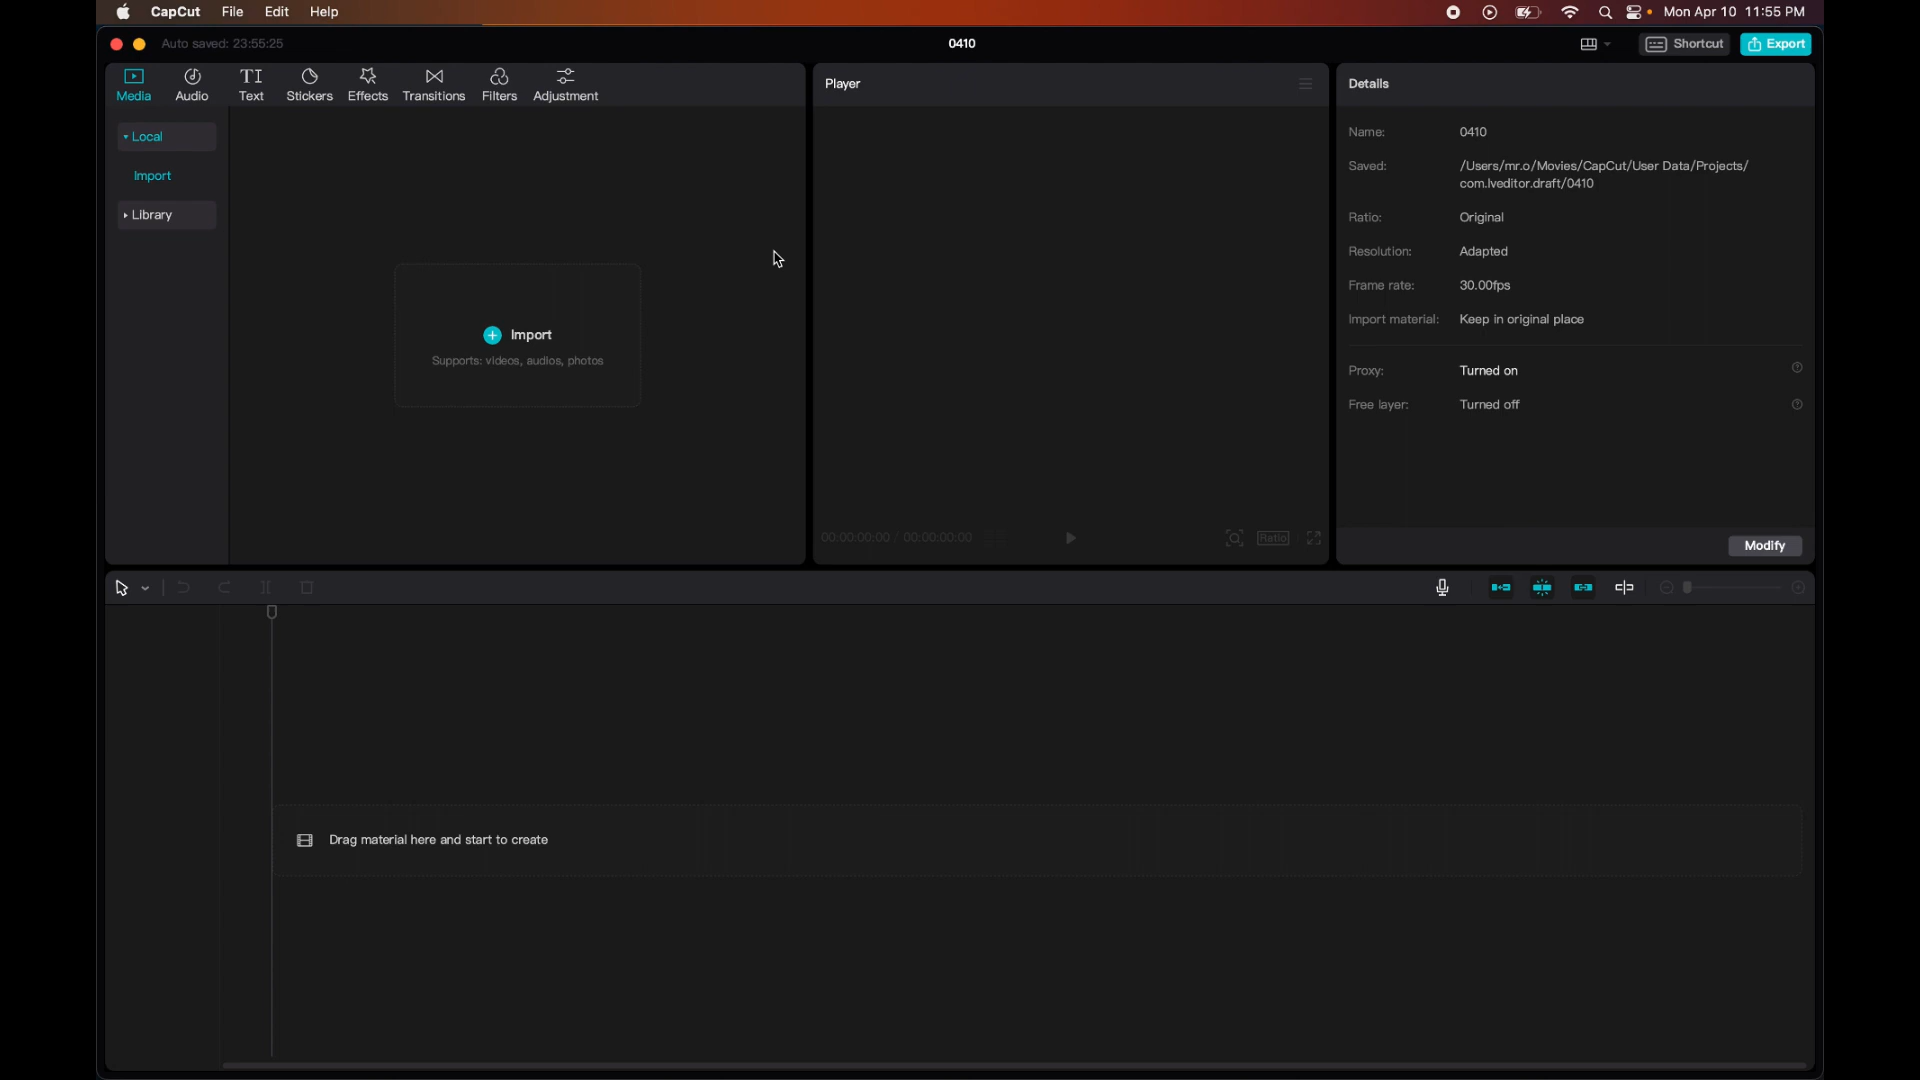 CapCut File Edit Help Mon Apr 10 11:55 PM
Auto saved: 23:55:25 0410 Shortcut Export
Media Audio TI Text Stickers Effects Transitions Filters Adjustment
Local
Import
Library
Import
Supports: videos, audios, photos
Player
00:00:00:00 / 00:00:00:00 Ratio
Details
Name: 0410
Saved: /Users/mr.o/Movies/CapCut/User Data/Projects/
com.lveditor.draft/0410
Ratio: Original
Resolution: Adapted
Frame rate: 30.00fps
Import material: Keep in original place
Proxy: Turned on
Free layer: Turned off
Modify
Drag material here and start to create